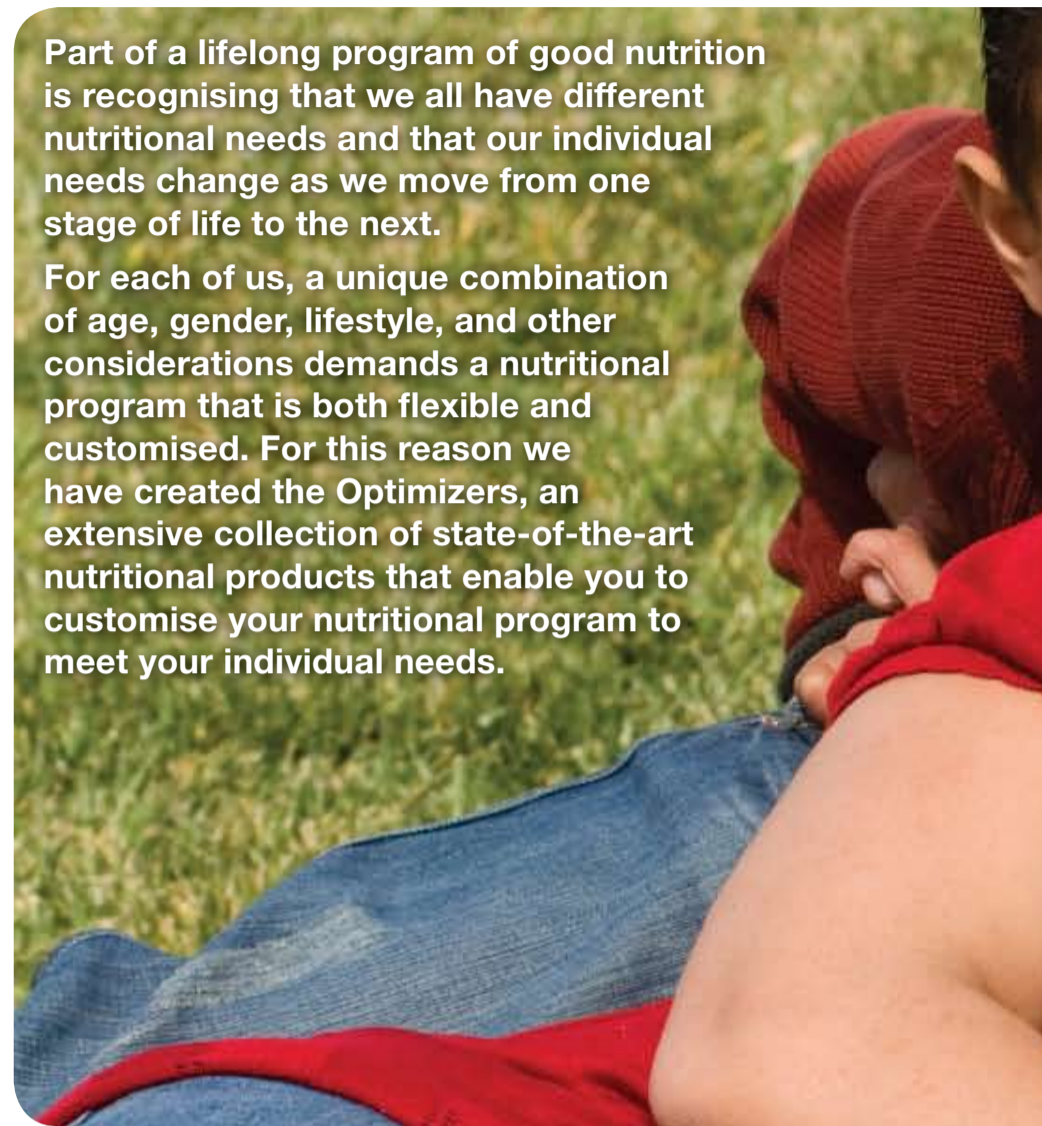 Part of a lifelong program of good nutrition
is recognising that we all have different
nutritional needs and that our individual
needs change as we move from one
stage of life to the next.
For each of us, a unique combination
of age, gender, lifestyle, and other
considerations demands a nutritional
program that is both flexible and
customised. For this reason we
have created the Optimizers, an
extensive collection of state-of-the-art
nutritional products that enable you to
customise your nutritional program to
meet your individual needs.